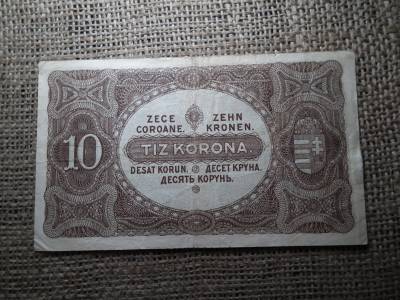 ZECE ZEHN
COROANE. KRONEN.
10 TIZ KORONA
DESAT KORUN. ДЕСЕТ КРУНА.
ДЕСЯТЬ КОРУНЬ.